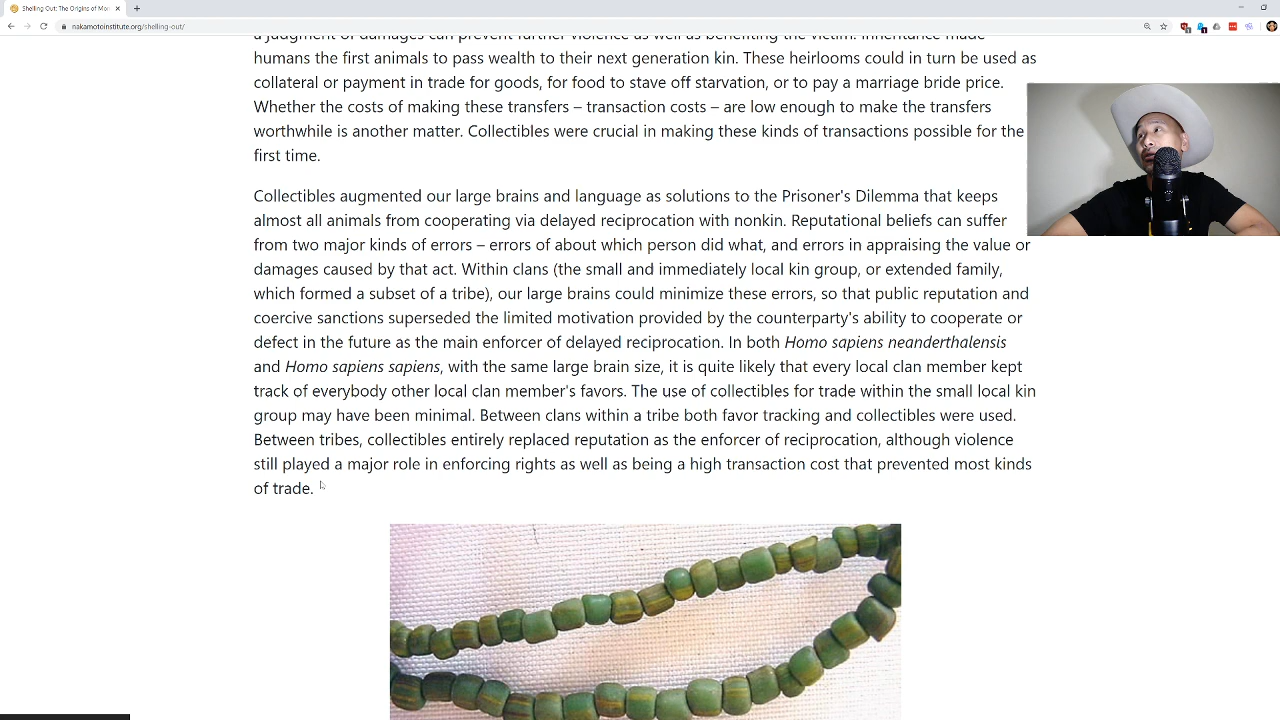 Shelling Out: The Origins of Mon
nakamotoinstitute.org/shelling-out/
a judgment of damages can further violence as well as benefiting the victim. Inheritance made
humans the first animals to pass wealth to their next generation kin. These heirlooms could in turn be used as
collateral or payment in trade for goods, for food to stave off starvation, or to pay a marriage bride price.
Whether the costs of making these transfers – transaction costs – are low enough to make the transfers
worthwhile is another matter. Collectibles were crucial in making these kinds of transactions possible for the
first time.
Collectibles augmented our large brains and language as solutions to the Prisoner's Dilemma that keeps
almost all animals from cooperating via delayed reciprocation with nonkin. Reputational beliefs can suffer
from two major kinds of errors – errors of about which person did what, and errors in appraising the value or
damages caused by that act. Within clans (the small and immediately local kin group, or extended family,
which formed a subset of a tribe), our large brains could minimize these errors, so that public reputation and
coercive sanctions superseded the limited motivation provided by the counterparty's ability to cooperate or
defect in the future as the main enforcer of delayed reciprocation. In both Homo sapiens neanderthalensis
and Homo sapiens sapiens, with the same large brain size, it is quite likely that every local clan member kept
track of everybody other local clan member's favors. The use of collectibles for trade within the small local kin
group may have been minimal. Between clans within a tribe both favor tracking and collectibles were used.
Between tribes, collectibles entirely replaced reputation as the enforcer of reciprocation, although violence
still played a major role in enforcing rights as well as being a high transaction cost that prevented most kinds
of trade.